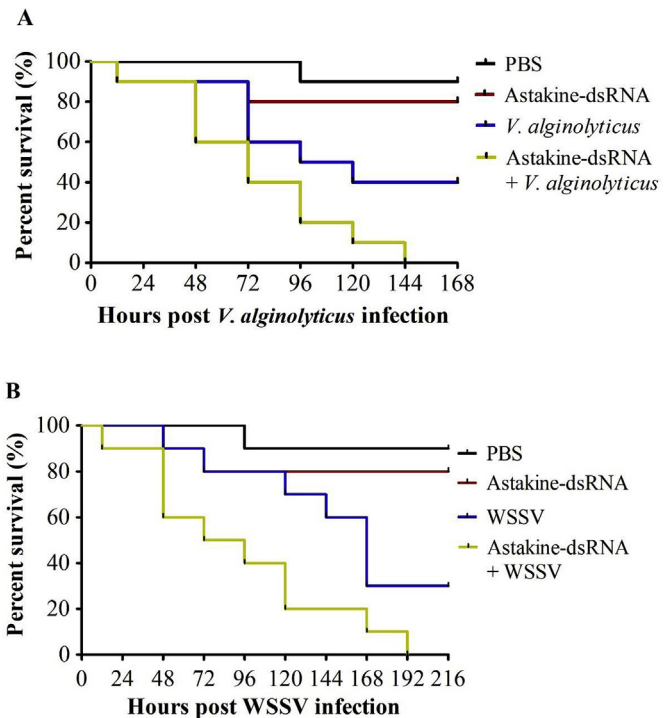 A
Percent survival (%)
100
80
60
40
20
0
0 24 48 72 96 120 144 168
Hours post V. alginolyticus infection
PBS
Astakine-dsRNA
V. alginolyticus
Astakine-dsRNA
+ V. alginolyticus
B
Percent survival (%)
100
80
60
40
20
0
0 24 48 72 96 120 144 168 192 216
Hours post WSSV infection
PBS
Astakine-dsRNA
WSSV
Astakine-dsRNA
+ WSSV